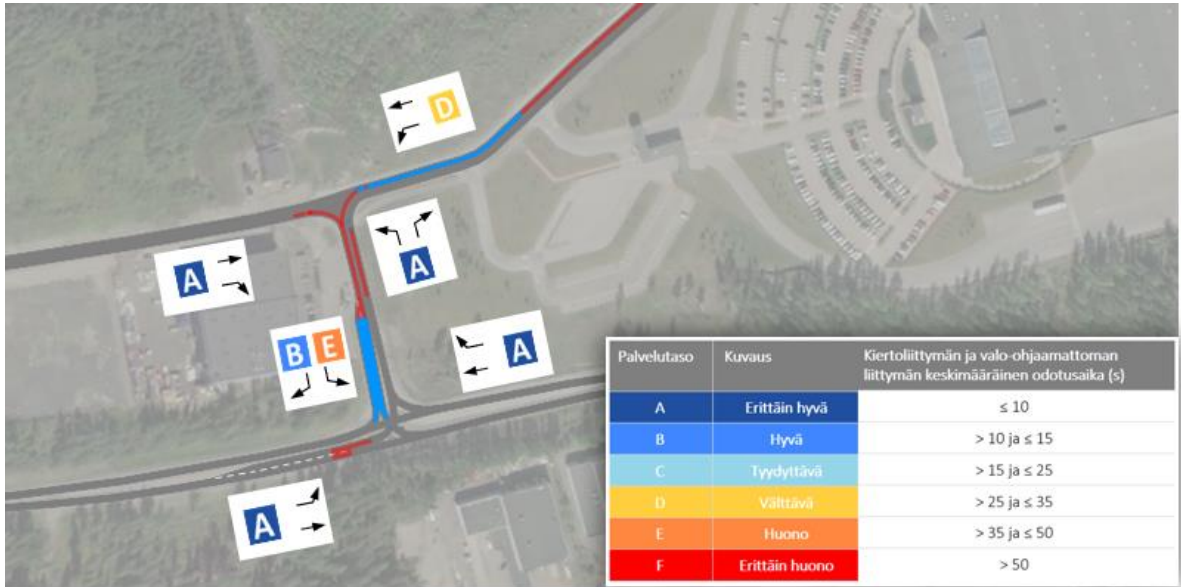 D
A
A
B E
A
A
Palvelutaso Kuvaus Kiertoliittymän ja valo-ohjaamattoman
liittymän keskimääräinen odotusaika (s)
A Erittäin hyvä ≤ 10
B Hyvä > 10 ja ≤ 15
C Tyydyttävä > 15 ja ≤ 25
D Välttävä > 25 ja ≤ 35
E Huono > 35 ja ≤ 50
F Erittäin huono > 50